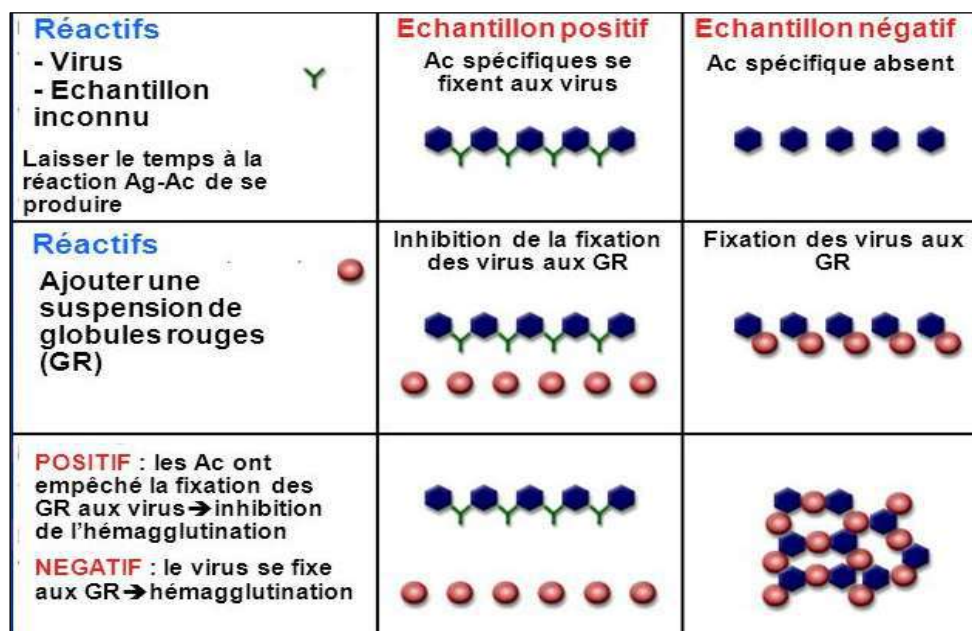 Réactifs
- Virus
- Echantillon
inconnu
Laisser le temps à la
réaction Ag-Ac de se
produire
Echantillon positif
Ac spécifiques se
fixent aux virus
Echantillon négatif
Ac spécifique absent
Réactifs
Ajouter une
suspension de
globules rouges
(GR)
Inhibition de la fixation
des virus aux GR
Fixation des virus aux
GR
POSITIF : les Ac ont
empêché la fixation des
GR aux virus➔inhibition
de l'hémagglutination
NEGATIF : le virus se fixe
aux GR➔hémagglutination